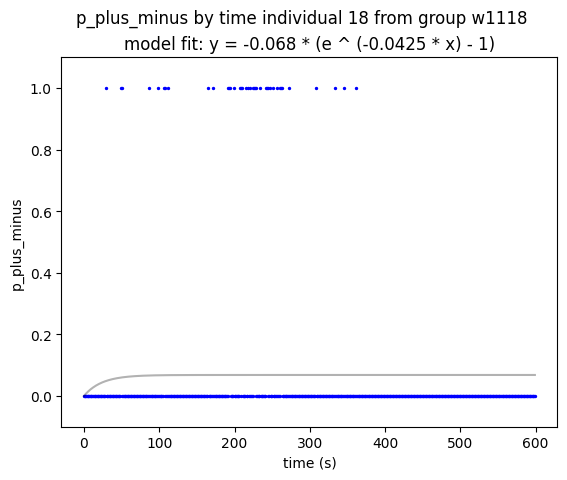 p_plus_minus by time individual 18 from group w1118
model fit: y = -0.068 * (e ^ (-0.0425 * x) - 1)
1.0
0.8
0.6
0.4
0.2
0.0
p_plus_minus
0 100 200 300 400 500 600
time (s)